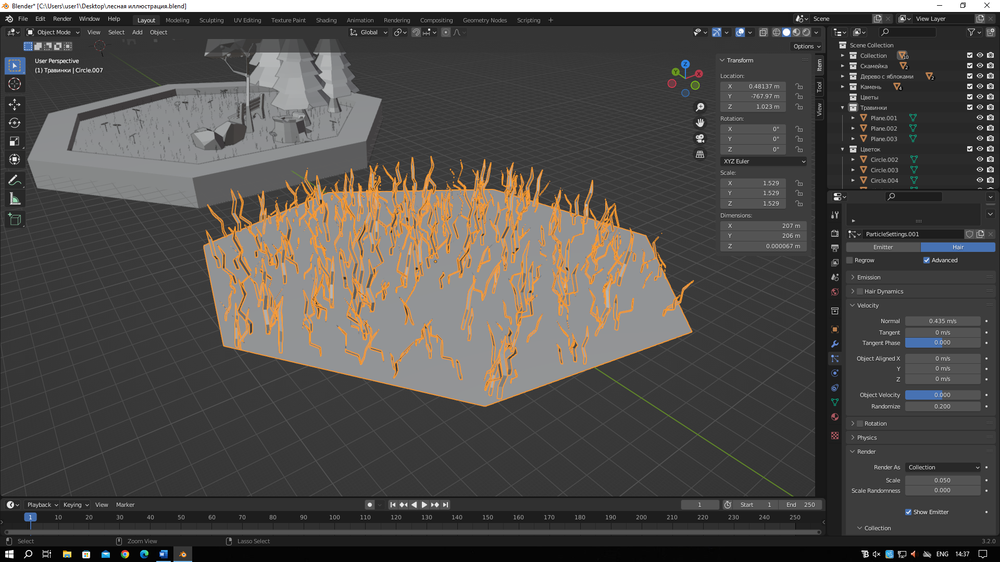 Blender* [C:\Users\user1\Desktop\лесная иллюстрация.blend]
File Edit Render Window Help Layout Modeling Sculpting UV Editing Texture Paint Shading Animation Rendering Compositing Geometry Nodes Scripting + Scene View Layer
Object Mode View Select Add Object Global
Options
User Perspective
(1) Травинки | Circle.007
Z
Y X
Transform
Location:
X 0.48137 m
Y -767.97 m
Z 1.023 m
Rotation:
X 0°
Y 0°
Z 0°
XYZ Euler
Scale:
X 1.529
Y 1.529
Z 1.529
Dimensions:
X 207 m
Y 206 m
Z 0.000067 m
Item
Tool
View
Scene Collection
Collection 10
Скамейка 2
Дерево с яблоками 2
Камень 4
Цветы
Травинки
Plane.001
Plane.002
Plane.003
Цветок
Circle.002
Circle.003
Circle.004
ParticleSettings.001
Emitter Hair
Regrow Advanced
Emission
Hair Dynamics
Velocity
Normal 0.435 m/s
Tangent 0 m/s
Tangent Phase 0.000
Object Aligned X 0 m/s
Y 0 m/s
Z 0 m/s
Object Velocity 0.000
Randomize 0.200
Rotation
Physics
Render
Render As Collection
Scale 0.050
Scale Randomness 0.000
Show Emitter
Collection
Playback Keying View Marker 1 Start 1 End 250
1 10 20 30 40 50 60 70 80 90 100 110 120 130 140 150 160 170 180 190 200 210 220 230 240 250
Select Zoom View Lasso Select 3.2.0
ENG 14:37